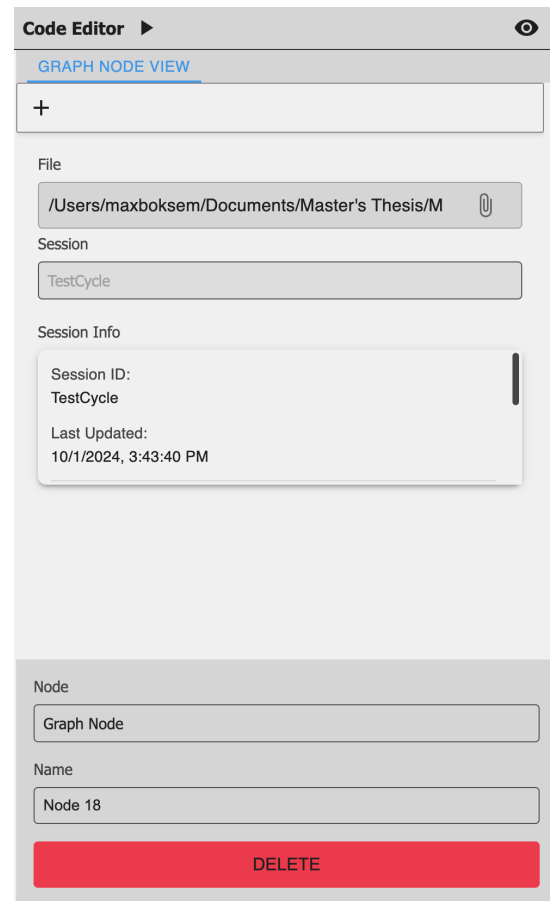 Code Editor
GRAPH NODE VIEW
+
File
/Users/maxboksem/Documents/Master's Thesis/M
Session
TestCycle
Session Info
Session ID:
TestCycle
Last Updated:
10/1/2024, 3:43:40 PM
Node
Graph Node
Name
Node 18
DELETE